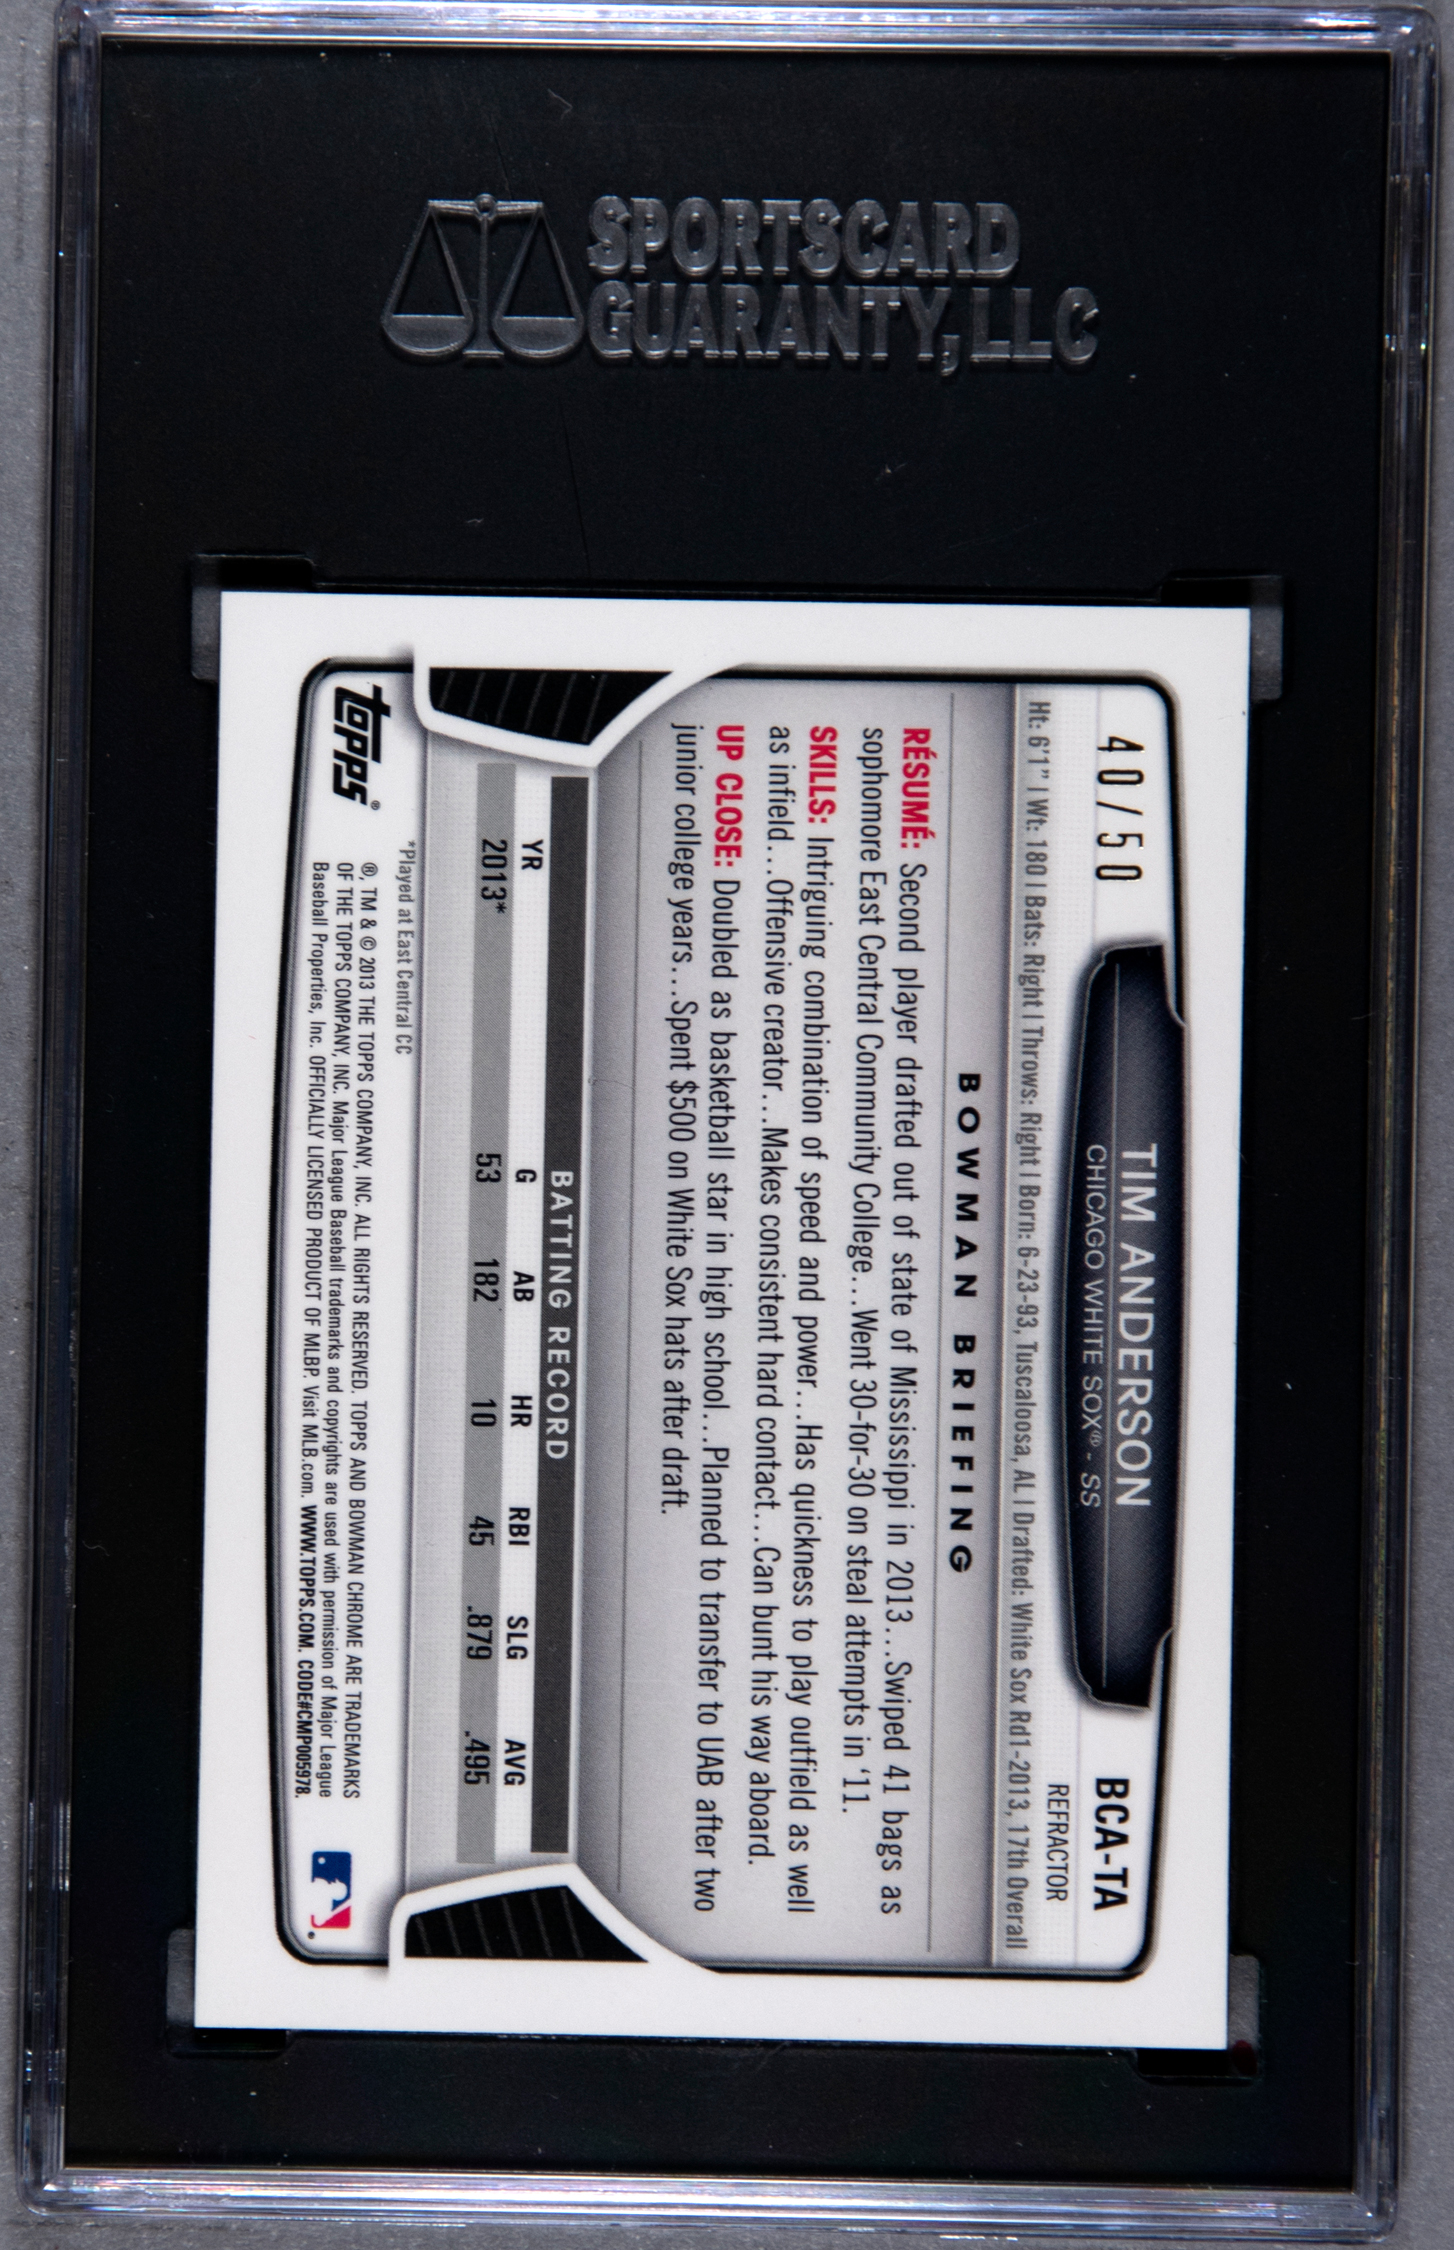 SPORTSCARD
GUARANTY, LLC
40/50
TIM ANDERSON
CHICAGO WHITE SOX® - SS
BCA-TA
REFRACTOR
Ht: 6'1" | Wt: 180 | Bats: Right | Throws: Right | Born: 6-23-93, Tuscaloosa, AL | Drafted: White Sox Rd1-2013, 17th Overall
BOWMAN BRIEFING
RÉSUMÉ: Second player drafted out of state of Mississippi in 2013...Swiped 41 bags as
sophomore East Central Community College...Went 30-for-30 on steal attempts in '11.
SKILLS: Intriguing combination of speed and power...Has quickness to play outfield as well
as infield...Offensive creator...Makes consistent hard contact...Can bunt his way aboard.
UP CLOSE: Doubled as basketball star in high school...Planned to transfer to UAB after two
junior college years...Spent $500 on White Sox hats after draft.
BATTING RECORD
YR G AB HR RBI SLG AVG
2013* 53 182 10 45 .879 .495
*Played at East Central CC
topps®
®, TM & © 2013 THE TOPPS COMPANY, INC. ALL RIGHTS RESERVED. TOPPS AND BOWMAN CHROME ARE TRADEMARKS
OF THE TOPPS COMPANY, INC. Major League Baseball trademarks and copyrights are used with permission of Major League
Baseball Properties, Inc. OFFICIALLY LICENSED PRODUCT OF MLBP. Visit MLB.com. WWW.TOPPS.COM. CODE#CMP005978.